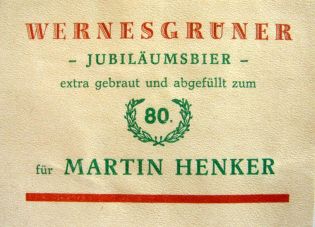 WERNESGRÜNER
- JUBILÄUMSBIER -
extra gebraut und abgefüllt zum
80.
für MARTIN HENKER